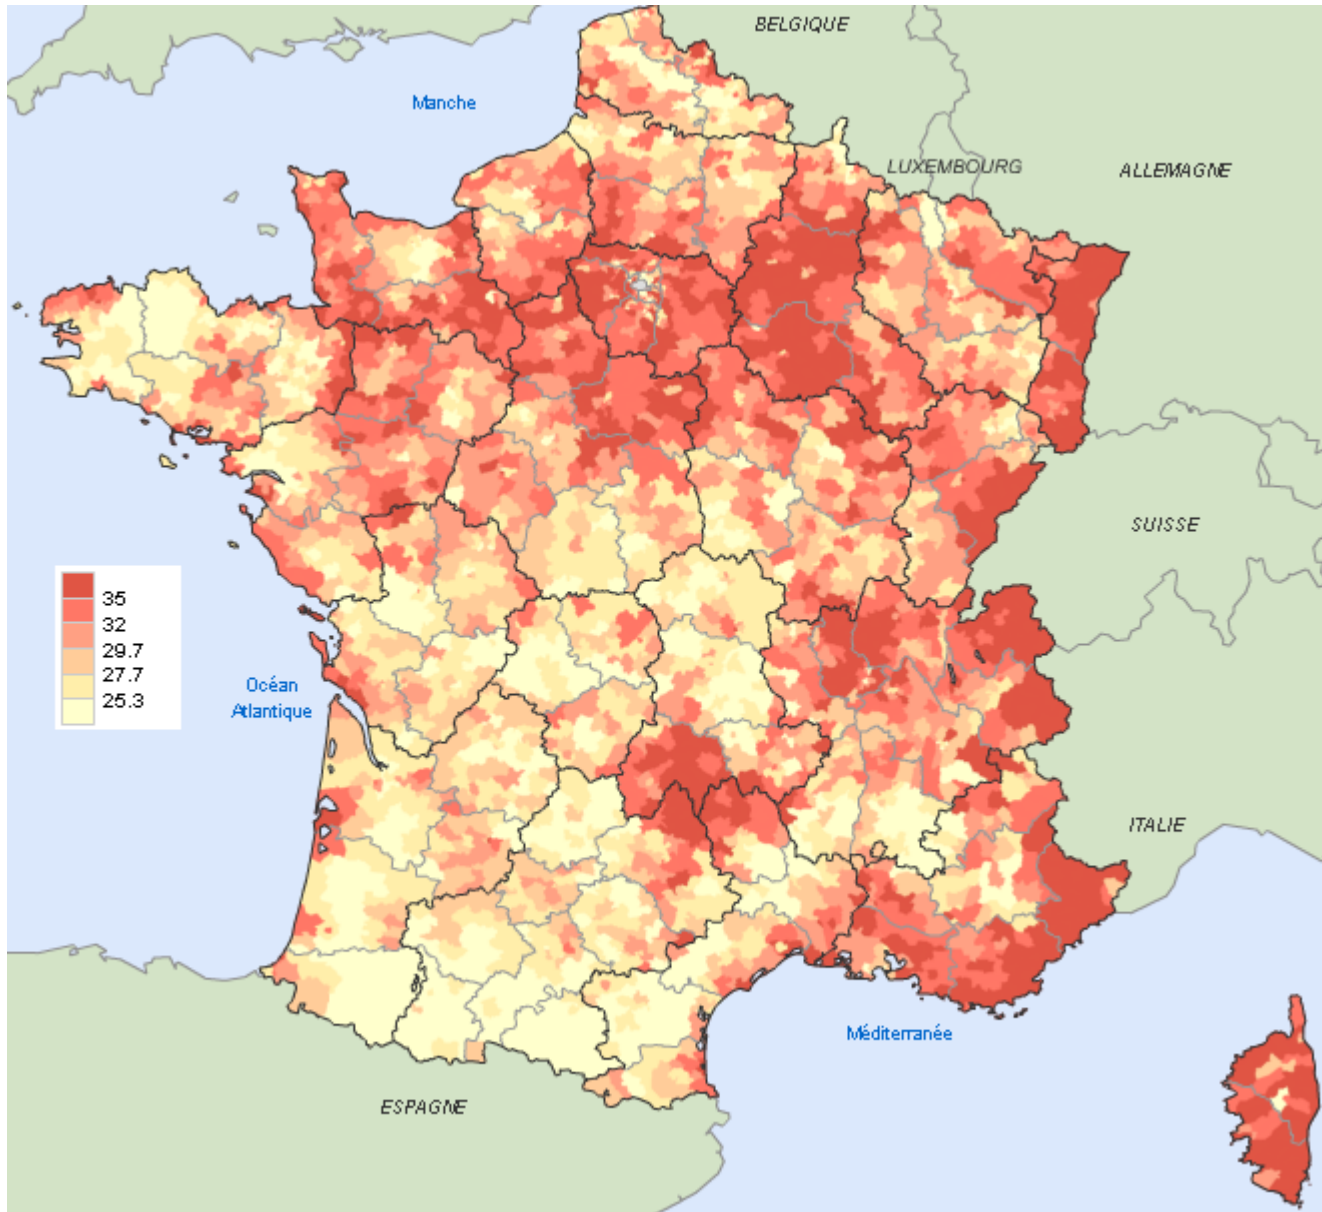 BELGIQUE
Manche
LUXEMBOURG
ALLEMAGNE
SUISSE
35
32
29.7
27.7
25.3
Océan
Atlantique
ITALIE
Méditerranée
ESPAGNE